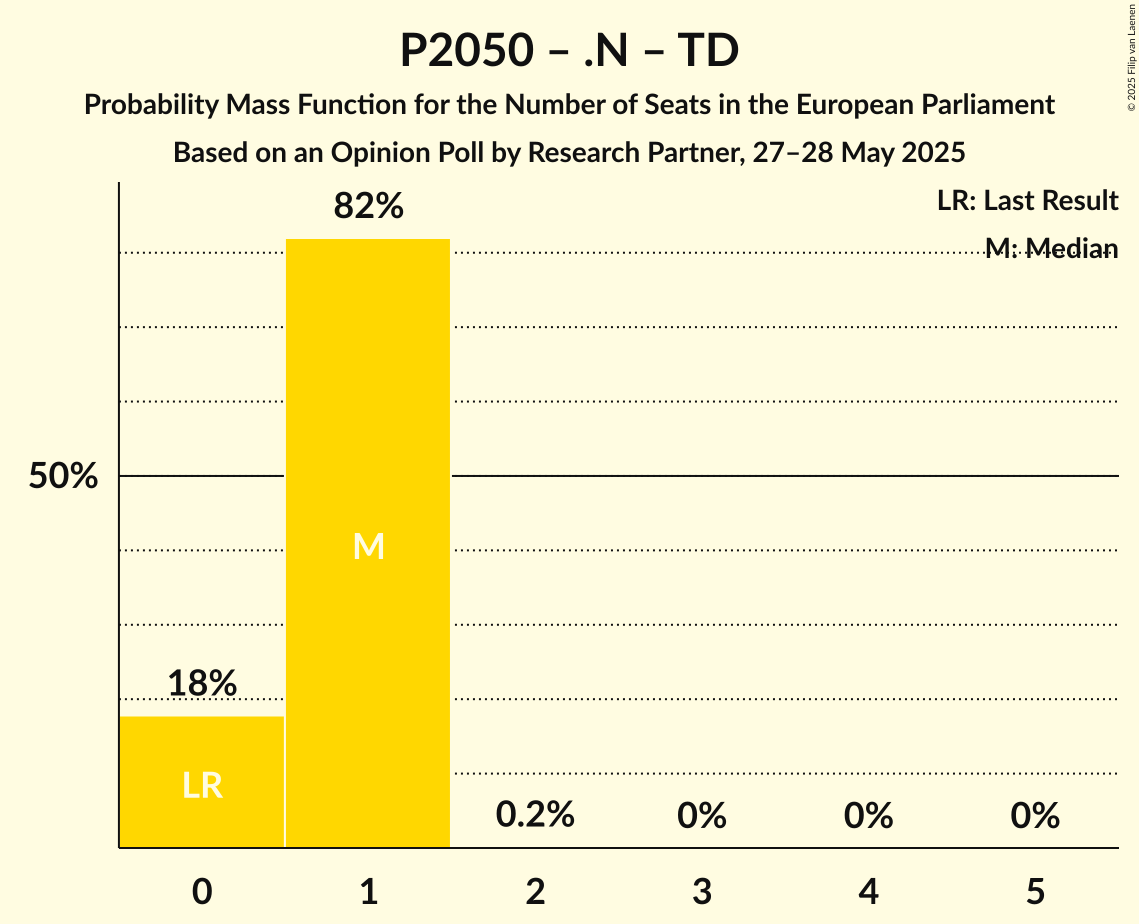 P2050 – .N – TD
Probability Mass Function for the Number of Seats in the European Parliament
Based on an Opinion Poll by Research Partner, 27–28 May 2025
© 2025 Filip van Laenen
LR: Last Result
M: Median
82%
50%
M
18%
LR
0.2%
0%
0%
0%
0
1
2
3
4
5